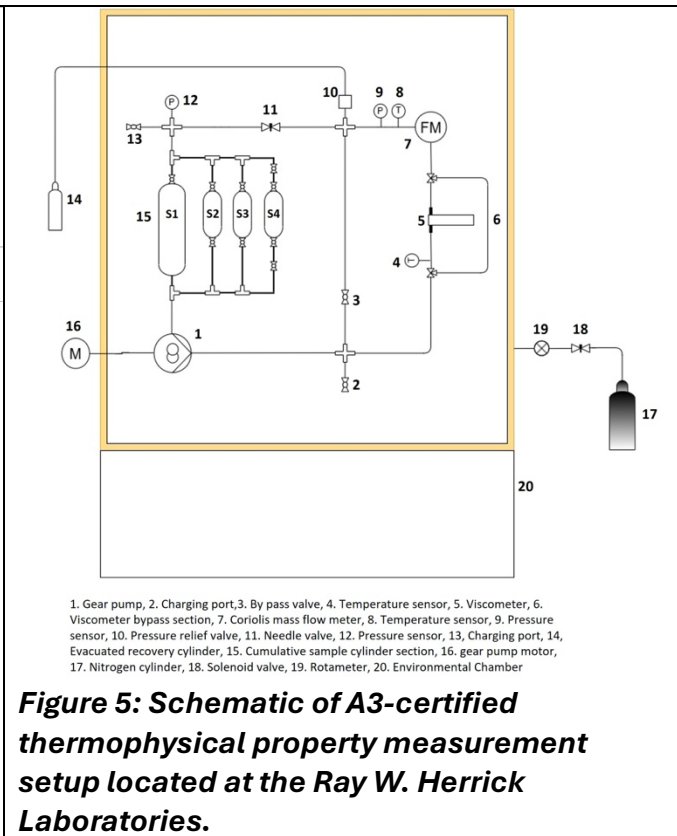 12
10
9 8
P
P T
11
FM
13
7
14
15 S1 S2 S3 S4
5
6
4 T
3
16
1
19 18
M
2
17
20
1. Gear pump, 2. Charging port,3. By pass valve, 4. Temperature sensor, 5. Viscometer, 6.
Viscometer bypass section, 7. Coriolis mass flow meter, 8. Temperature sensor, 9. Pressure
sensor, 10. Pressure relief valve, 11. Needle valve, 12. Pressure sensor, 13, Charging port, 14,
Evacuated recovery cylinder, 15. Cumulative sample cylinder section, 16. gear pump motor,
17. Nitrogen cylinder, 18. Solenoid valve, 19. Rotameter, 20. Environmental Chamber
Figure 5: Schematic of A3-certified
thermophysical property measurement
setup located at the Ray W. Herrick
Laboratories.